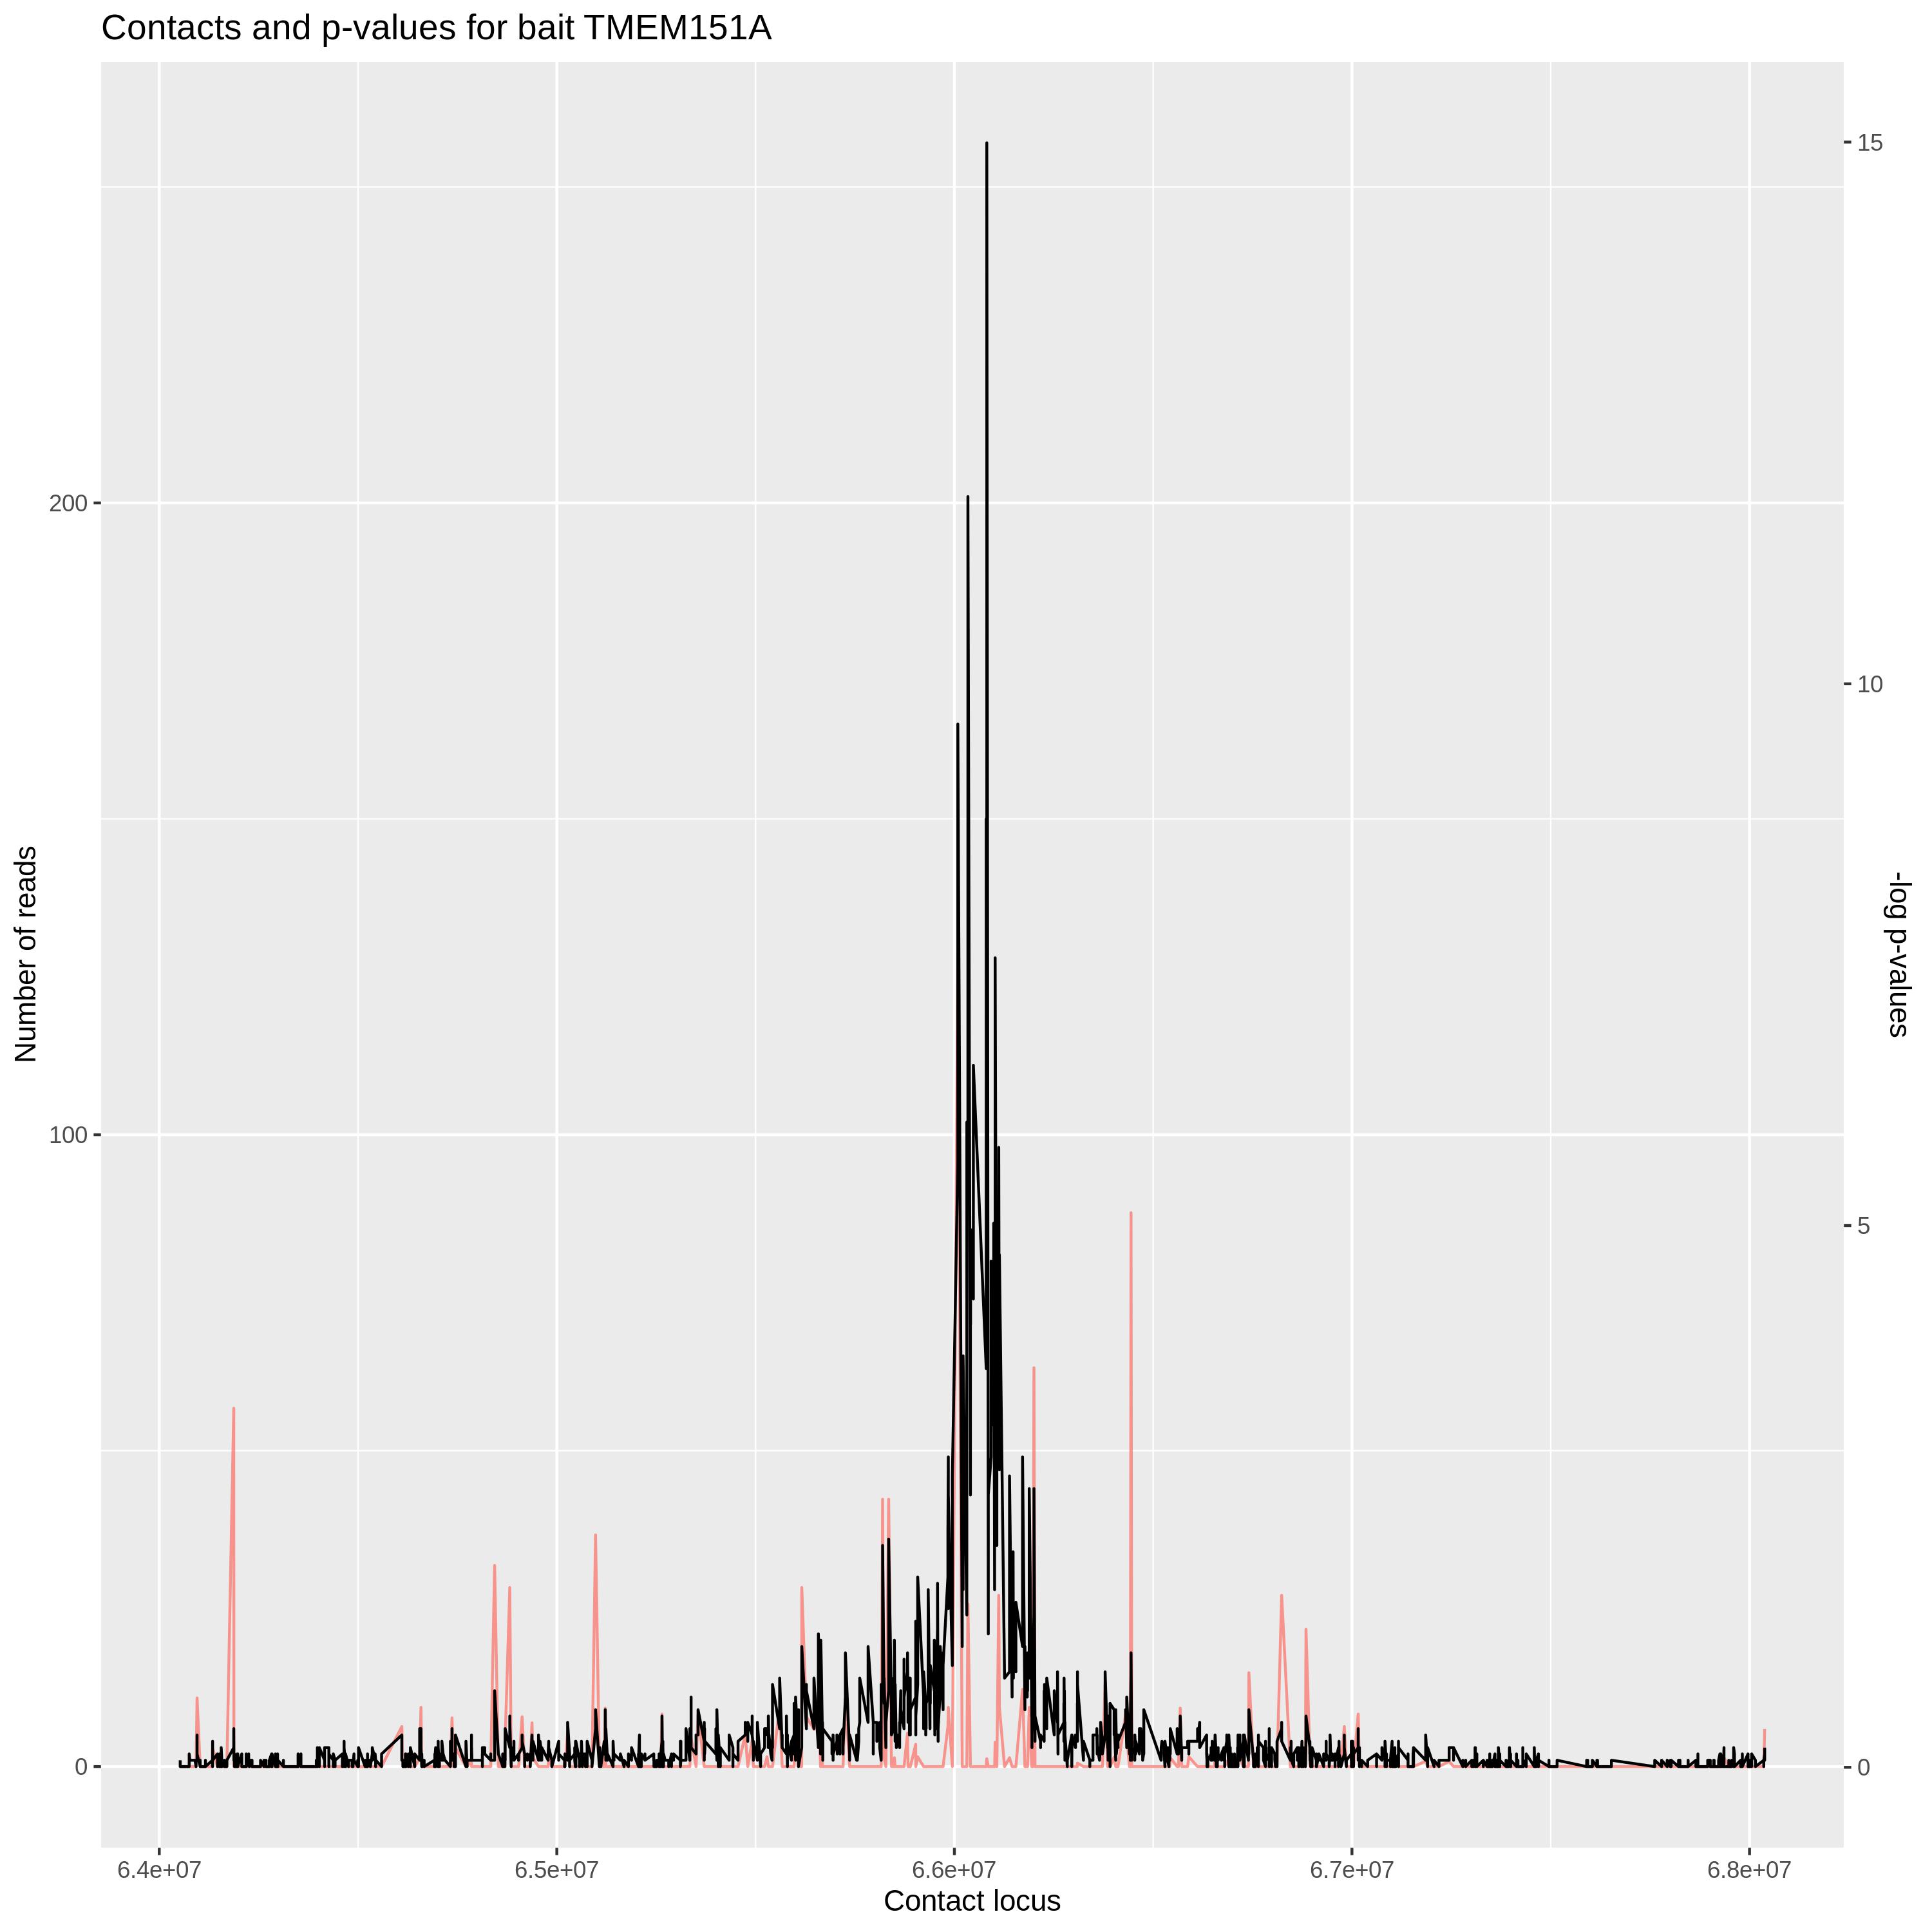 Contacts and p-values for bait TMEM151A
Number of reads
200
100
0
15
10
5
0
-log p-values
6.4e+07
6.5e+07
6.6e+07
6.7e+07
6.8e+07
Contact locus